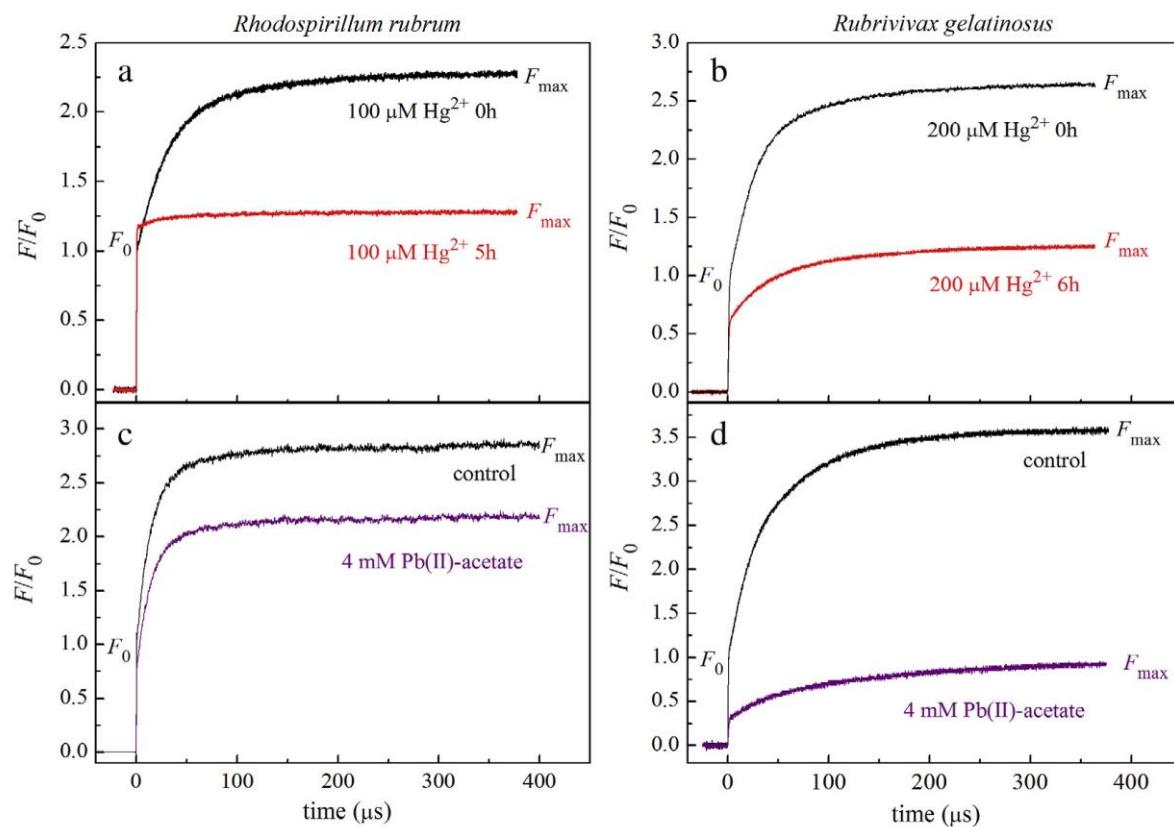 Rhodospirillum rubrum
Rubrivivax gelatinosus
a
2.5
2.0
1.5
1.0
0.5
0.0
F/F₀
F₀
Fmax
100 μM Hg²⁺ 0h
Fmax
100 μM Hg²⁺ 5h
b
3.0
2.5
2.0
1.5
1.0
0.5
0.0
F/F₀
F₀
Fmax
200 μM Hg²⁺ 0h
Fmax
200 μM Hg²⁺ 6h
c
3.0
2.5
2.0
1.5
1.0
0.5
0.0
F/F₀
F₀
Fmax
control
Fmax
4 mM Pb(II)-acetate
0 100 200 300 400
time (μs)
d
3.5
3.0
2.5
2.0
1.5
1.0
0.5
0.0
F/F₀
F₀
Fmax
control
Fmax
4 mM Pb(II)-acetate
0 100 200 300 400
time (μs)